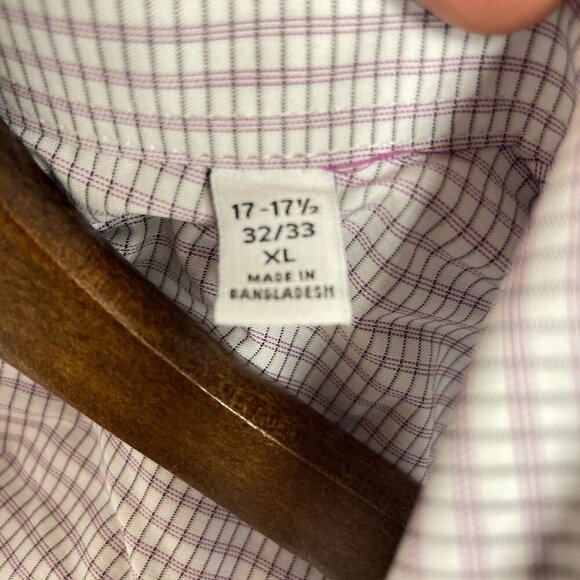 17-17½
32/33
XL
MADE IN
BANGLADESH